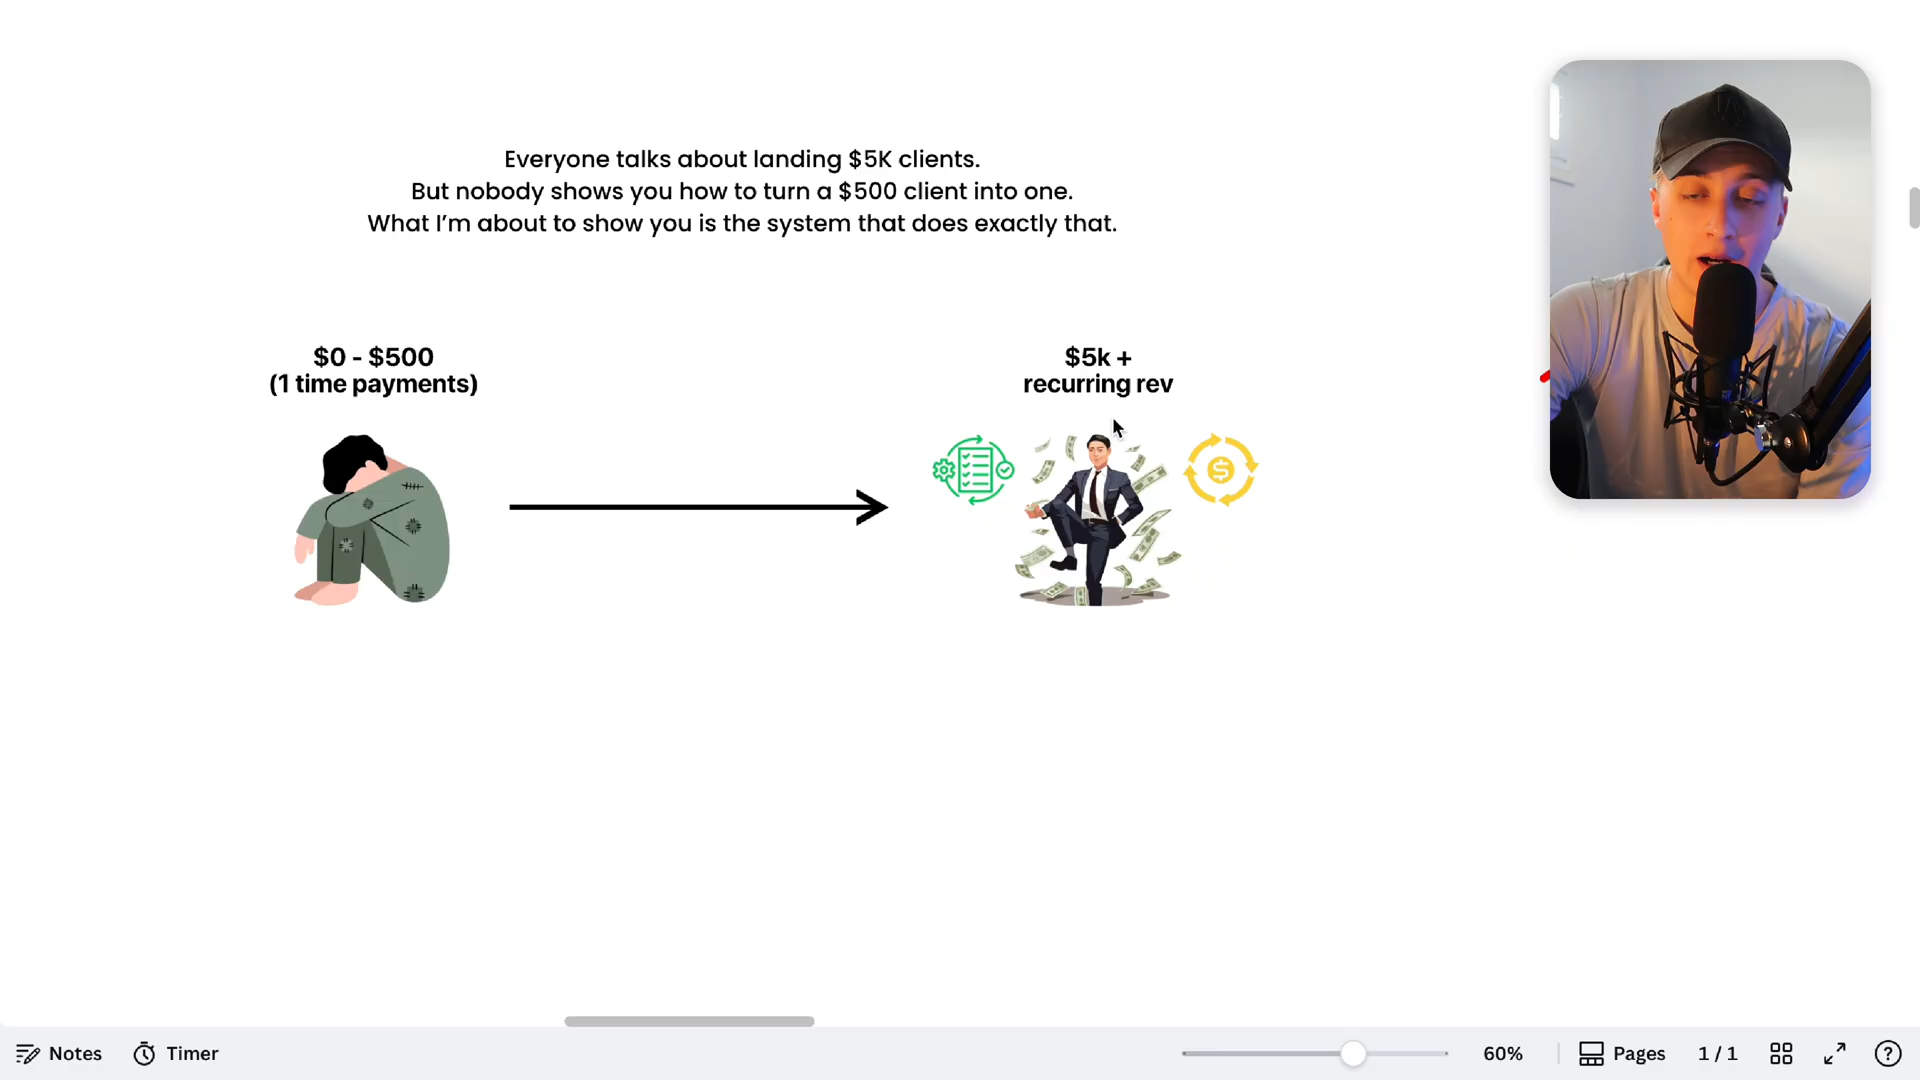 Everyone talks about landing $5K clients.
But nobody shows you how to turn a $500 client into one.
What I'm about to show you is the system that does exactly that.
$0 - $500
(1 time payments)
$5k +
recurring rev
Notes
Timer
60%
Pages
1 / 1